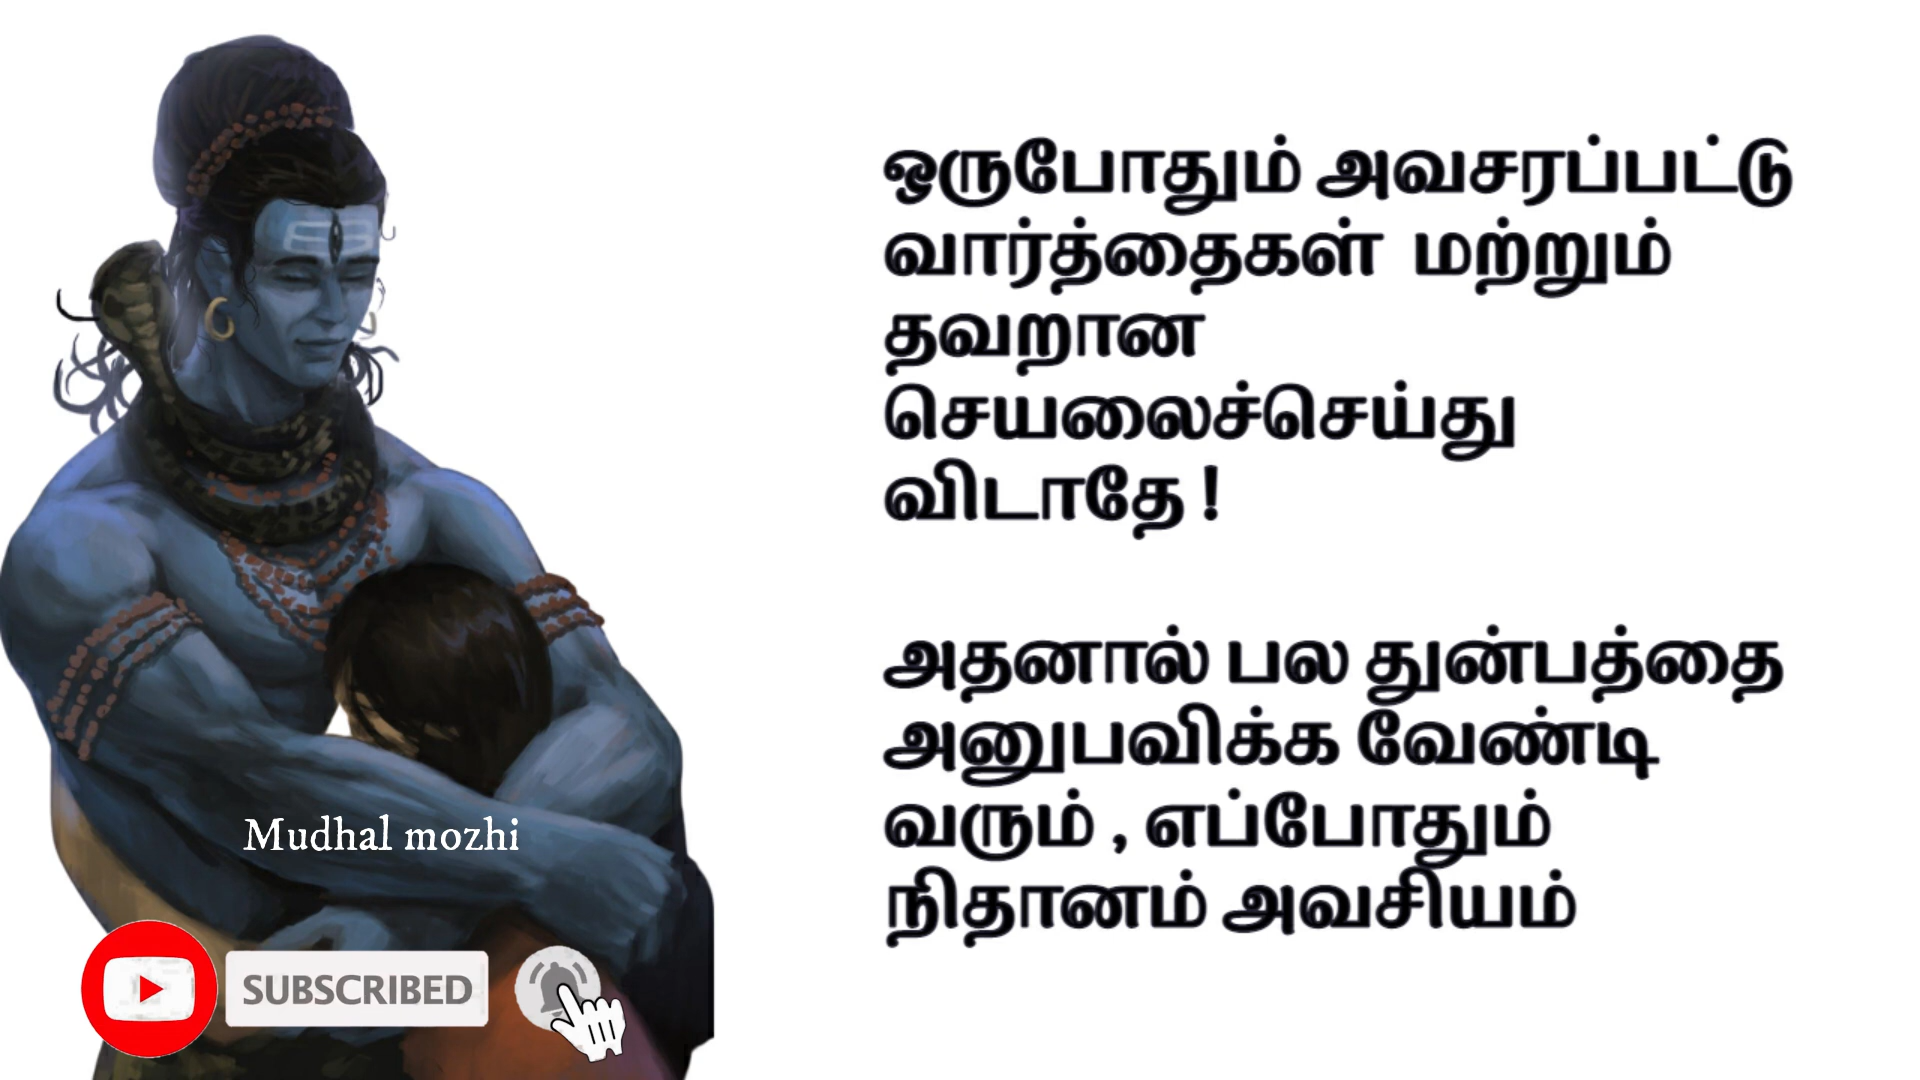 ஒருபோதும் அவசரப்பட்டு
வார்த்தைகள் மற்றும்
தவறான
செயலைச்செய்து
விடாதே !
அதனால் பல துன்பத்தை
அனுபவிக்க வேண்டி
வரும் , எப்போதும்
நிதானம் அவசியம்
Mudhal mozhi
SUBSCRIBED